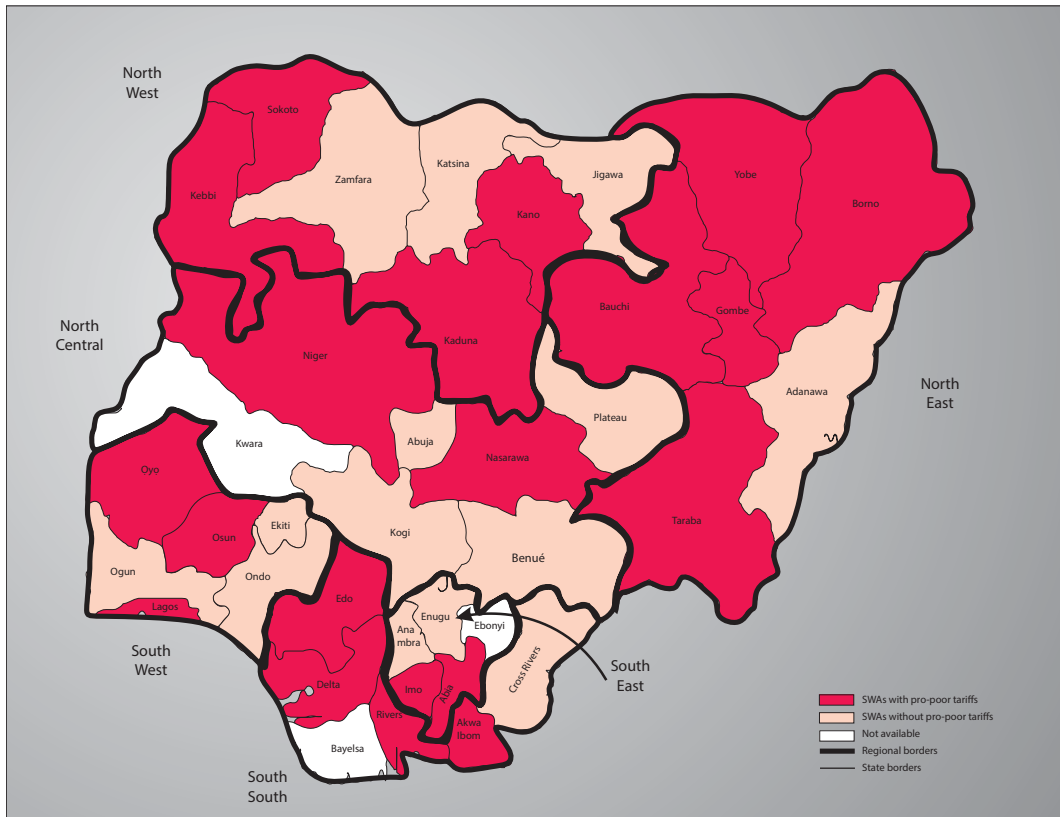 North
West
Sokoto
Katsina
Zamfara
Jigawa
Yobe
Kebbi
Kano
Borno
Bauchi
Gombe
North
Central
Niger
Kaduna
North
East
Adanawa
Plateau
Kwara
Abuja
Nasarawa
Oyo
Taraba
Ekiti
Osun
Kogi
Benué
Ogun
Ondo
Lagos
Edo
Enugu
Ebonyi
Ana
mbra
South
West
South
East
Cross Rivers
Delta
Imo
Abia
Rivers
Akwa
Ibom
Bayelsa
South
South
SWAs with pro-poor tariffs
SWAs without pro-poor tariffs
Not available
Regional borders
State borders